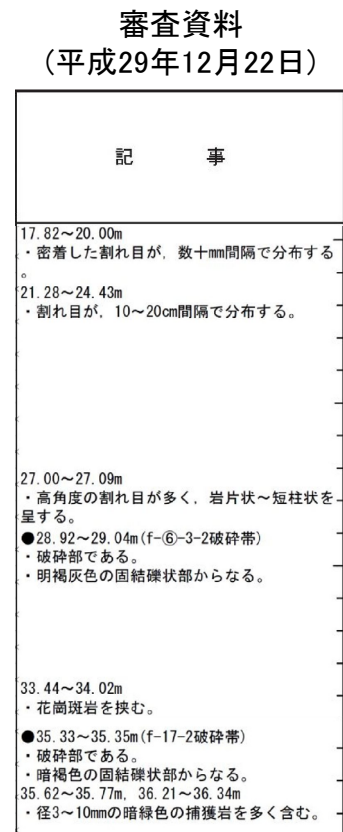 審査資料
（平成29年12月22日）
記　事
17.82～20.00m
・密着した割れ目が，数十mm間隔で分布する
。
21.28～24.43m
・割れ目が，10～20cm間隔で分布する。
27.00～27.09m
・高角度の割れ目が多く，岩片状～短柱状を
呈する。
●28.92～29.04m(f-⑥-3-2破砕帯)
・破砕部である。
・明褐灰色の固結礫状部からなる。
33.44～34.02m
・花崗斑岩を挟む。
●35.33～35.35m(f-17-2破砕帯)
・破砕部である。
・暗褐色の固結礫状部からなる。
35.62～35.77m，36.21～36.34m
・径3～10mmの暗緑色の捕獲岩を多く含む。